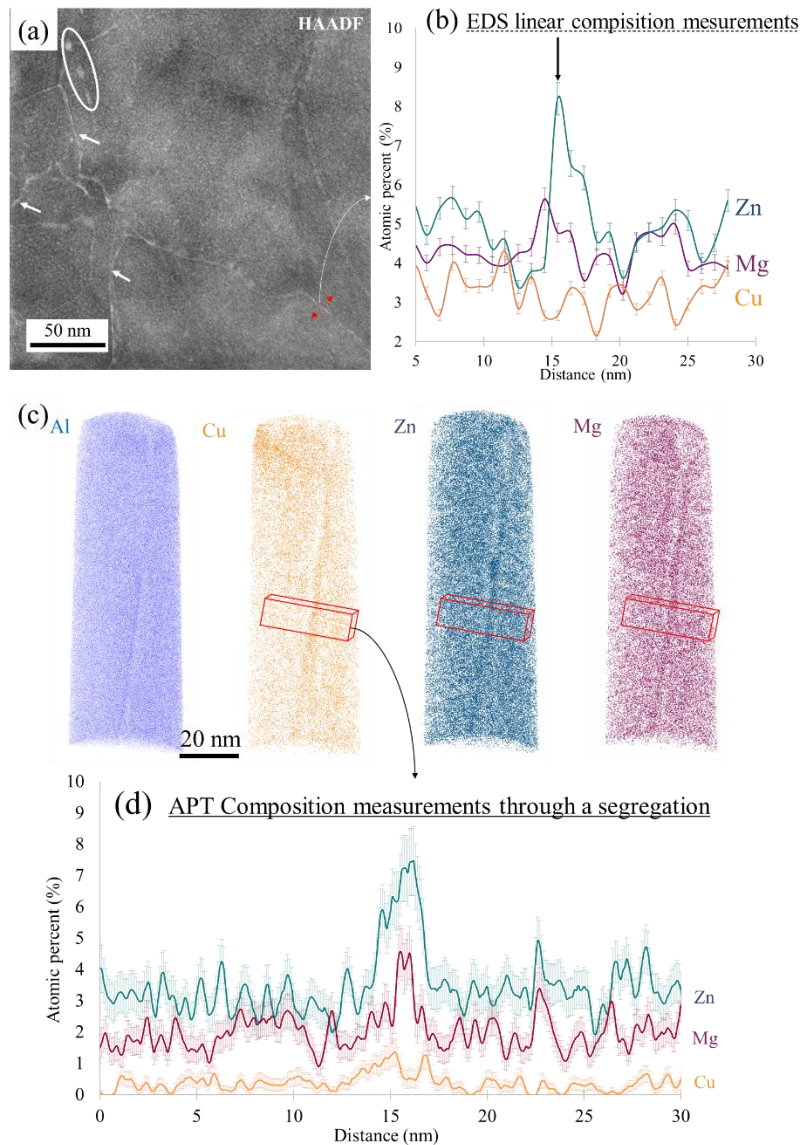 (a)
HAADF
50 nm
(b) EDS linear compisition mesurements
10
9
8
7
6
5
4
3
2
Atomic percent (%)
Zn
Mg
Cu
5 10 15 20 25 30
Distance (nm)
(c)
Al Cu Zn Mg
20 nm
(d) APT Composition measurements through a segregation
10
9
8
7
6
5
4
3
2
1
0
Atomic percent (%)
Zn
Mg
Cu
0 5 10 15 20 25 30
Distance (nm)